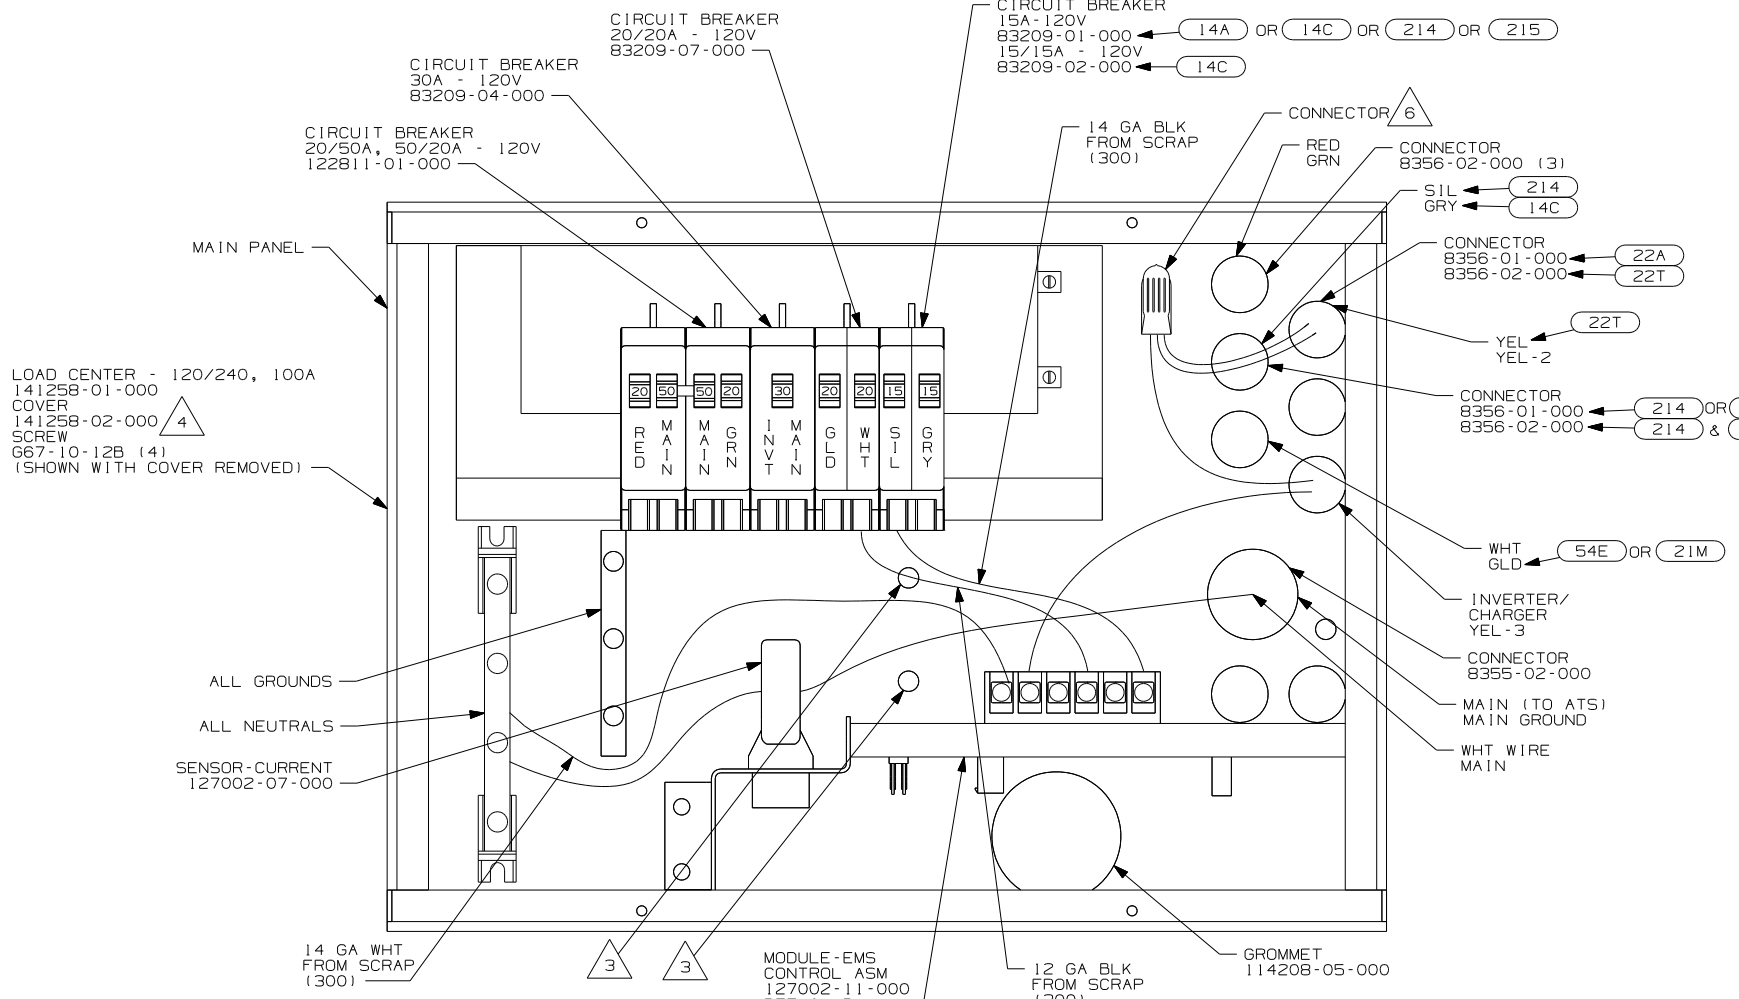 CIRCUIT BREAKER
20/20A - 120V
83209-07-000
CIRCUIT BREAKER
15A-120V
83209-01-000
14A OR 14C OR 214 OR 215
15/15A - 120V
83209-02-000
14C
CIRCUIT BREAKER
30A - 120V
83209-04-000
CIRCUIT BREAKER
20/50A, 50/20A - 120V
122811-01-000
14 GA BLK
FROM SCRAP
(300)
CONNECTOR
6
RED
GRN
CONNECTOR
8356-02-000 (3)
SIL
214
GRY
14C
MAIN PANEL
CONNECTOR
8356-01-000
22A
8356-02-000
22T
22T
YEL
YEL-2
LOAD CENTER - 120/240, 100A
141258-01-000
COVER
141258-02-000
4
SCREW
G67-10-12B (4)
(SHOWN WITH COVER REMOVED)
20 50 50 20 30 20 20 15 15
RED
MAIN
MAIN
GRN
INVT
MAIN
GLD
WHT
SIL
GRY
CONNECTOR
8356-01-000
214 OR
8356-02-000
214 &
WHT
GLD
54E OR 21M
INVERTER/
CHARGER
YEL-3
CONNECTOR
8355-02-000
MAIN (TO ATS)
MAIN GROUND
WHT WIRE
MAIN
ALL GROUNDS
ALL NEUTRALS
SENSOR-CURRENT
127002-07-000
14 GA WHT
FROM SCRAP
(300)
3
3
MODULE-EMS
CONTROL ASM
127002-11-000
12 GA BLK
FROM SCRAP
GROMMET
114208-05-000